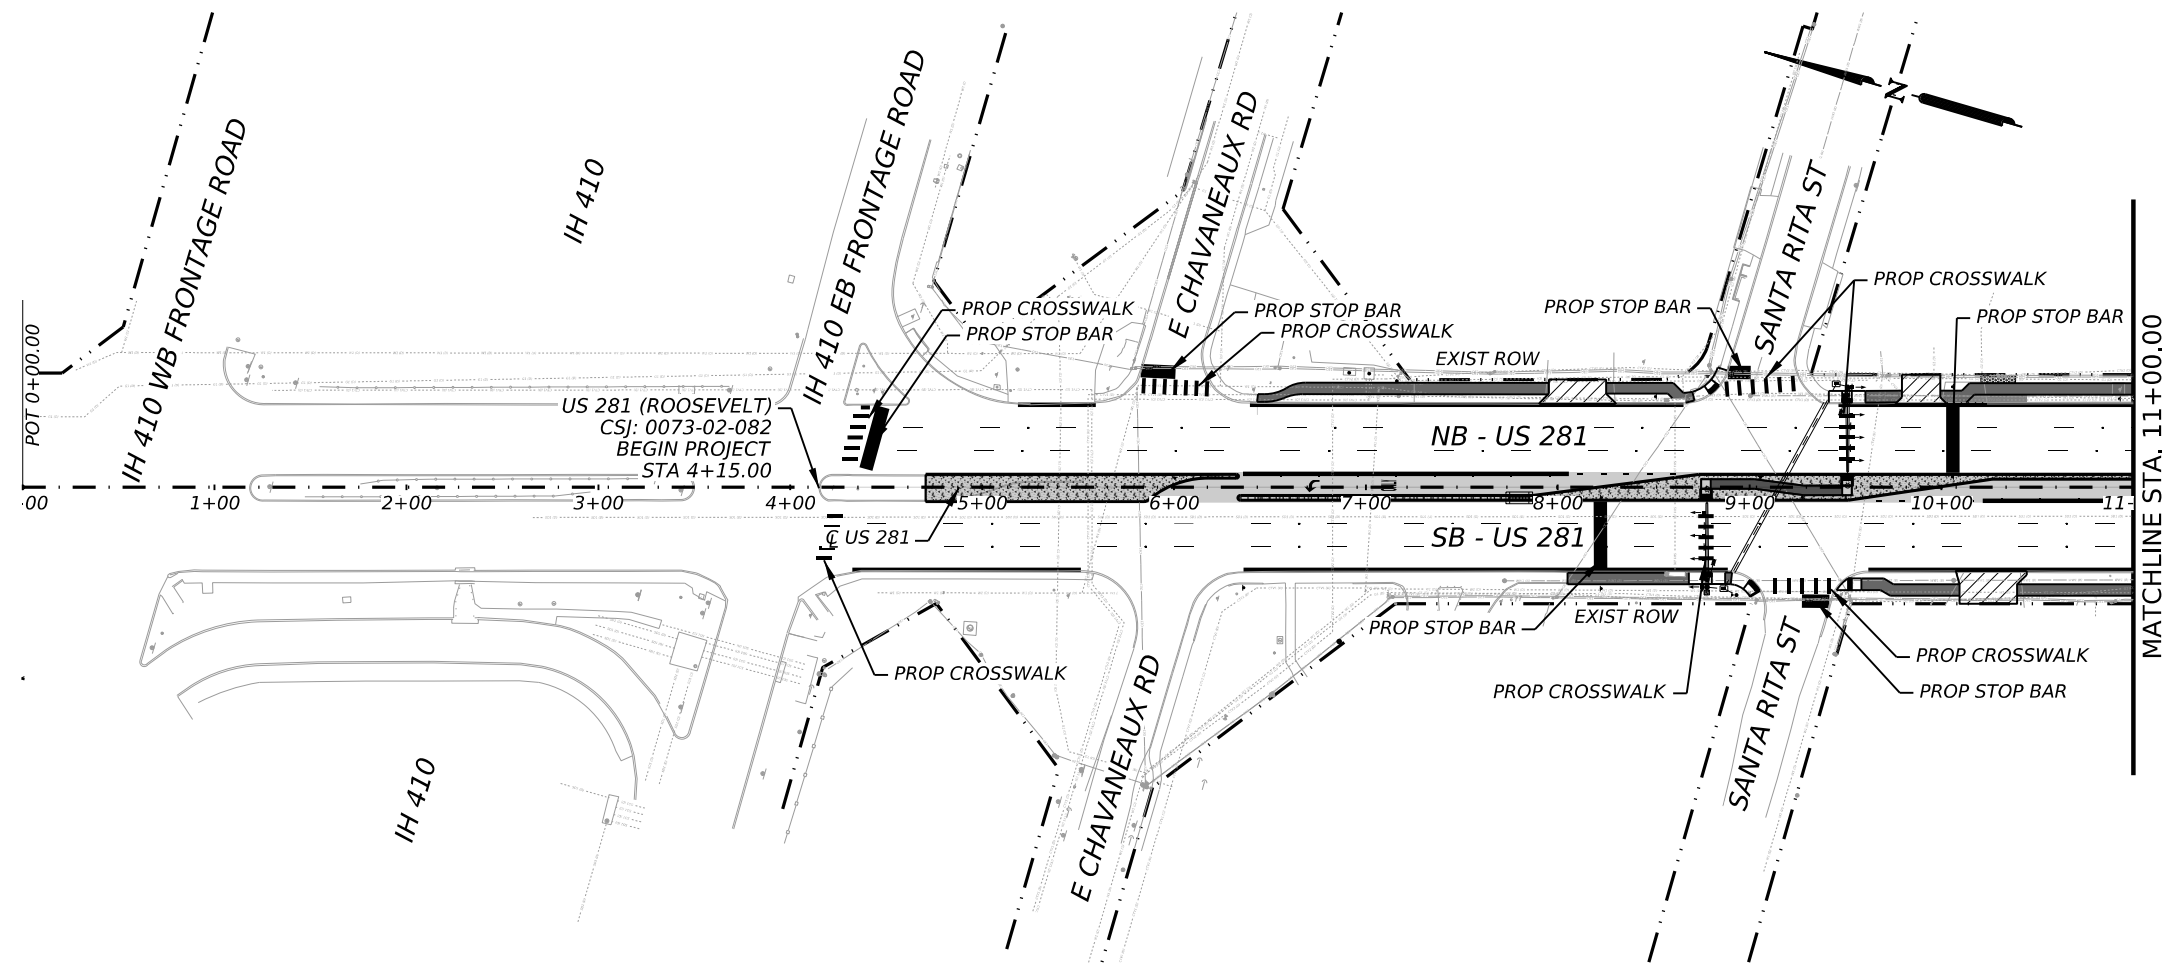 IH 410 WB FRONTAGE ROAD
IH 410
IH 410 EB FRONTAGE ROAD
E CHAVANEAUX RD
SANTA RITA ST
N
PROP CROSSWALK
PROP STOP BAR
PROP STOP BAR
PROP CROSSWALK
PROP STOP BAR
PROP CROSSWALK
PROP STOP BAR
EXIST ROW
POT 0+00.00
US 281 (ROOSEVELT)
CSJ: 0073-02-082
BEGIN PROJECT
STA 4+15.00
NB - US 281
MATCHLINE STA. 11+00.00
+00
1+00
2+00
3+00
4+00
5+00
6+00
7+00
8+00
9+00
10+00
11+
℄ US 281
SB - US 281
PROP STOP BAR
EXIST ROW
PROP CROSSWALK
PROP CROSSWALK
PROP CROSSWALK
PROP STOP BAR
IH 410
E CHAVANEAUX RD
SANTA RITA ST